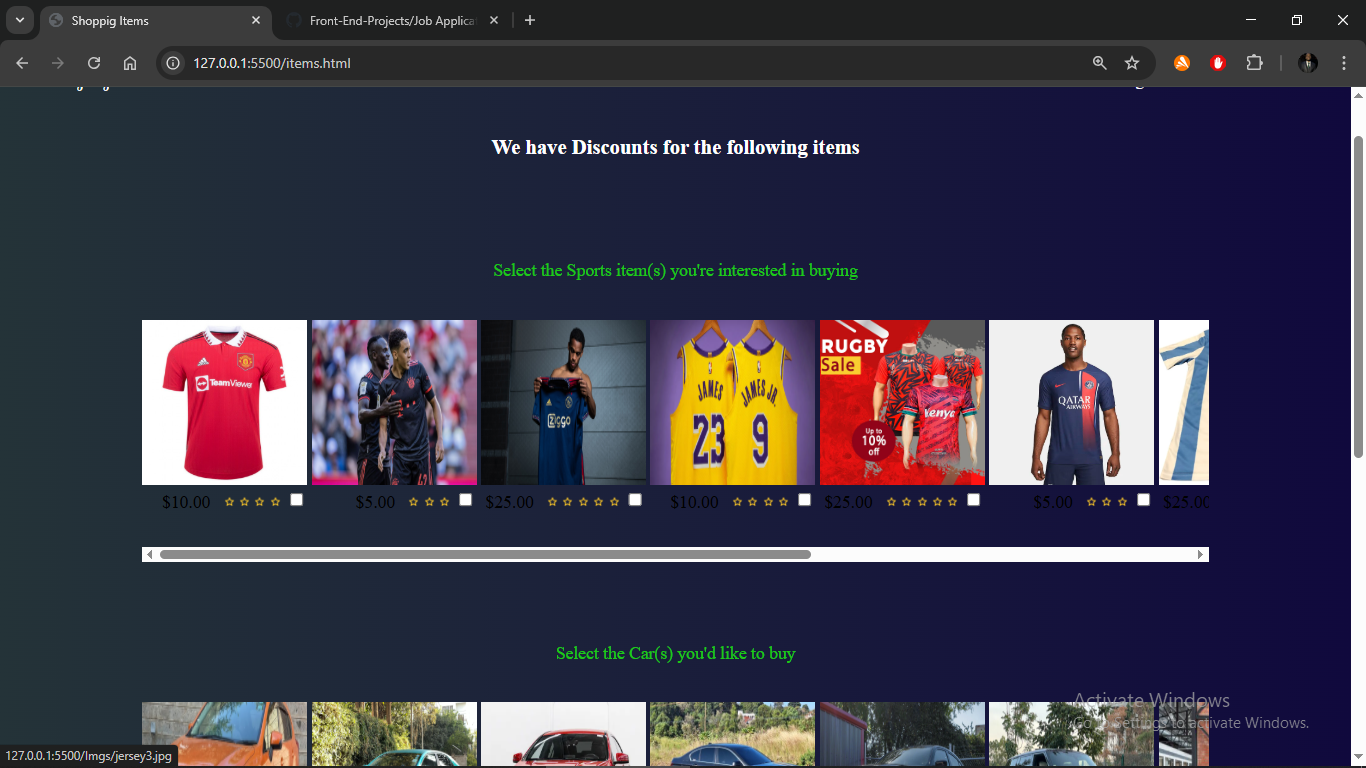 Shoppig Items
Front-End-Projects/Job Applica
127.0.0.1:5500/items.html
We have Discounts for the following items
Select the Sports item(s) you're interested in buying
TeamViewer
Ziggo
JAMES
23
JAMES JR.
9
RUGBY
Sale
Kenya
Up to
10%
off
QATAR
AIRWAYS
$10.00
$5.00
$25.00
$10.00
$25.00
$5.00
$25.00
Select the Car(s) you'd like to buy
Activate Windows
Go to Settings to activate Windows.
127.0.0.1:5500/Imgs/jersey3.jpg